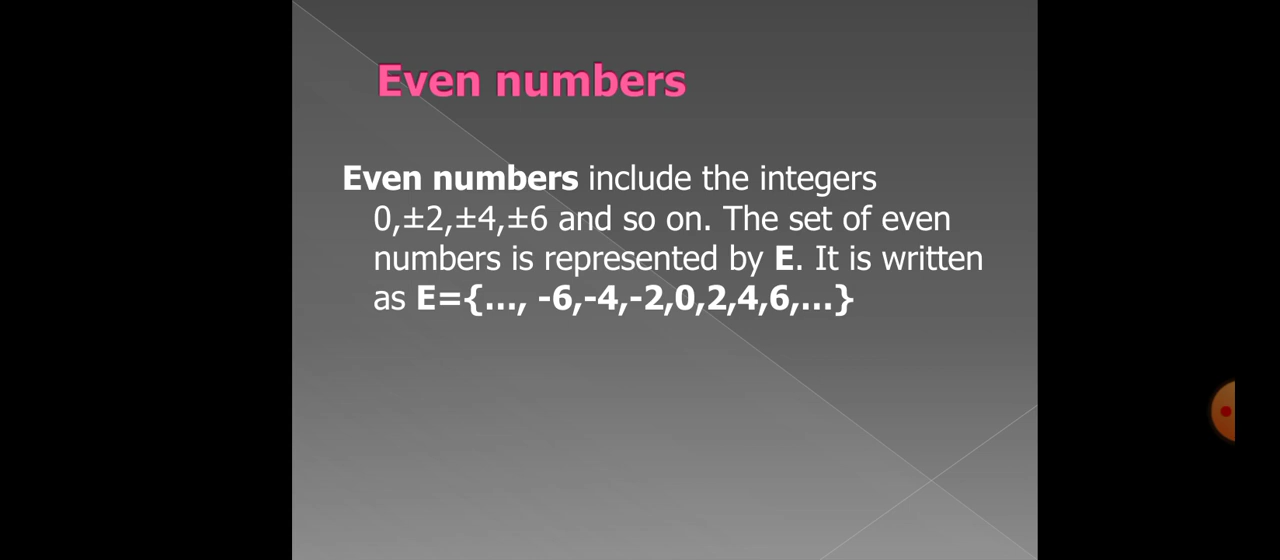 Even numbers
Even numbers include the integers
0,±2,±4,±6 and so on. The set of even
numbers is represented by E. It is written
as E={…, -6,-4,-2,0,2,4,6,…}